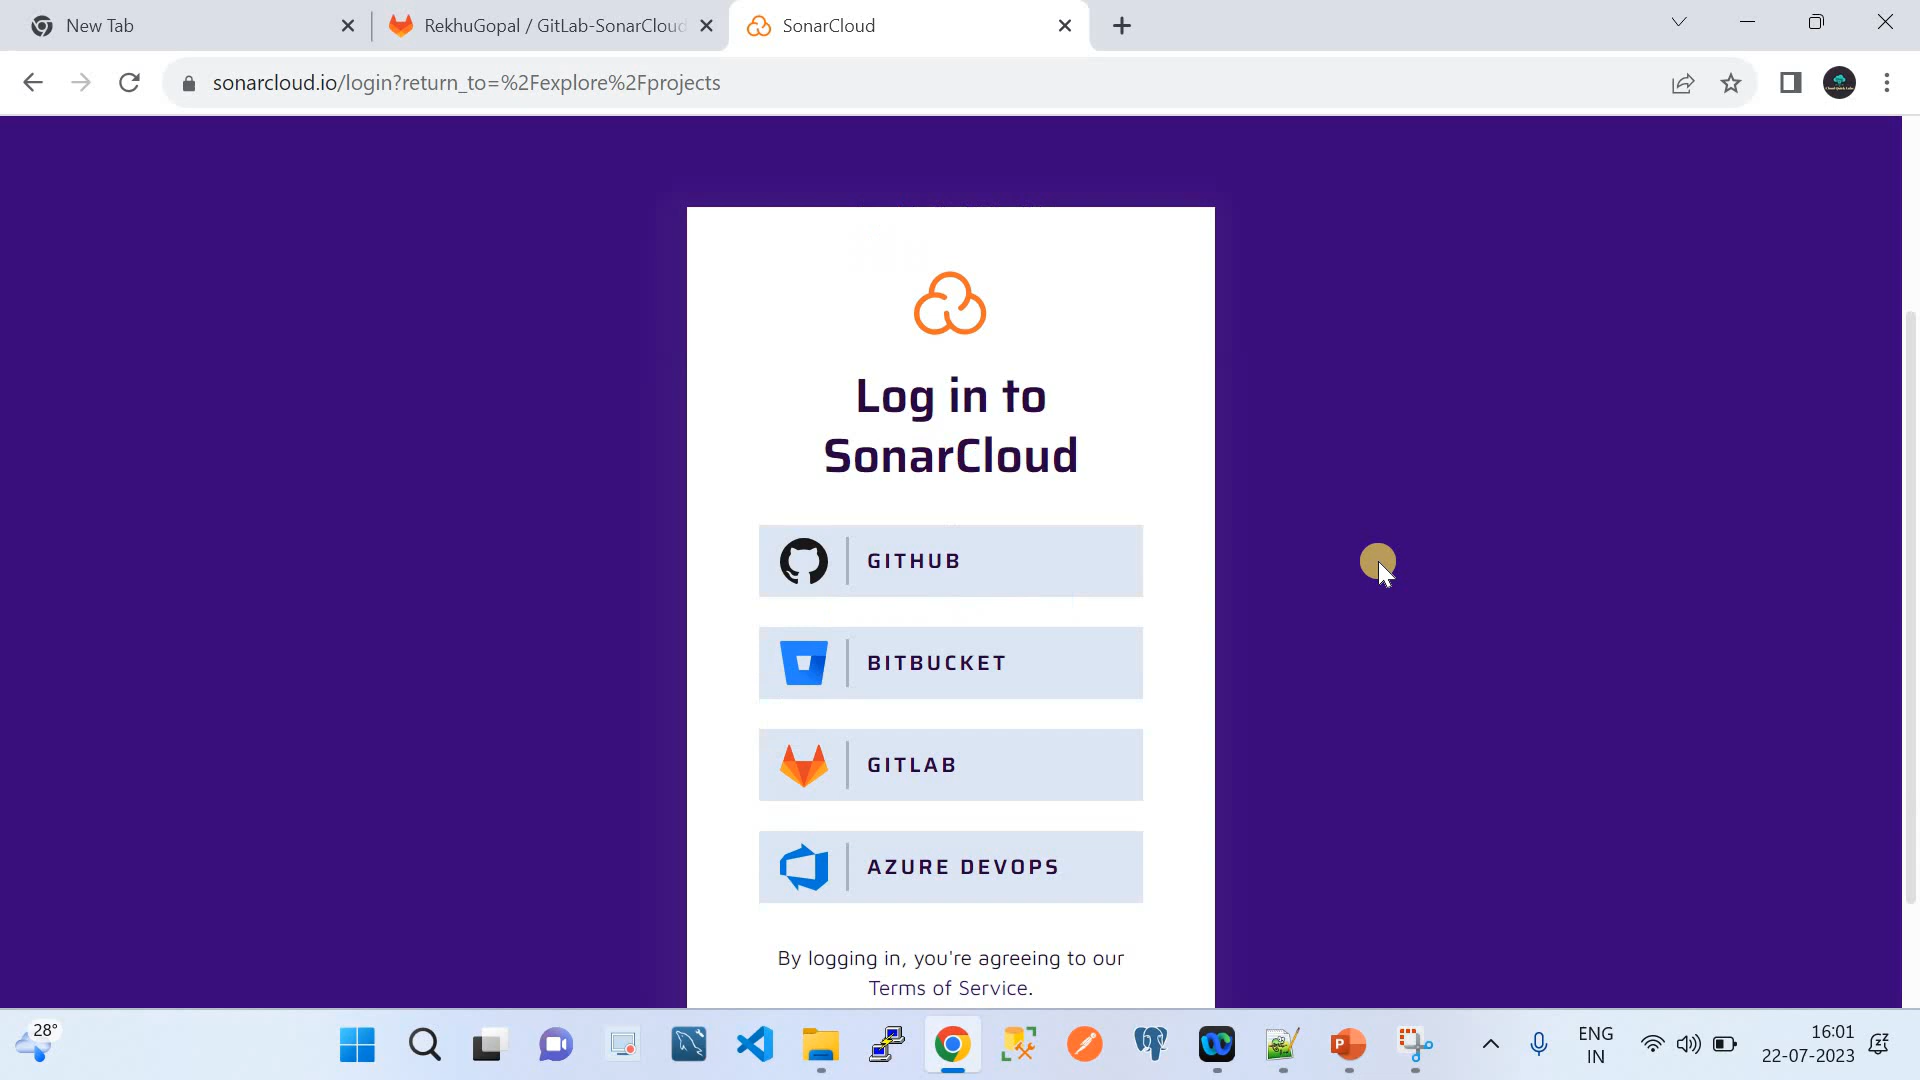 New Tab
RekhuGopal / GitLab-SonarCloud
SonarCloud
sonarcloud.io/login?return_to=%2Fexplore%2Fprojects
Log in to
SonarCloud
GITHUB
BITBUCKET
GITLAB
AZURE DEVOPS
By logging in, you're agreeing to our
Terms of Service.
28°
ENG
IN
16:01
22-07-2023